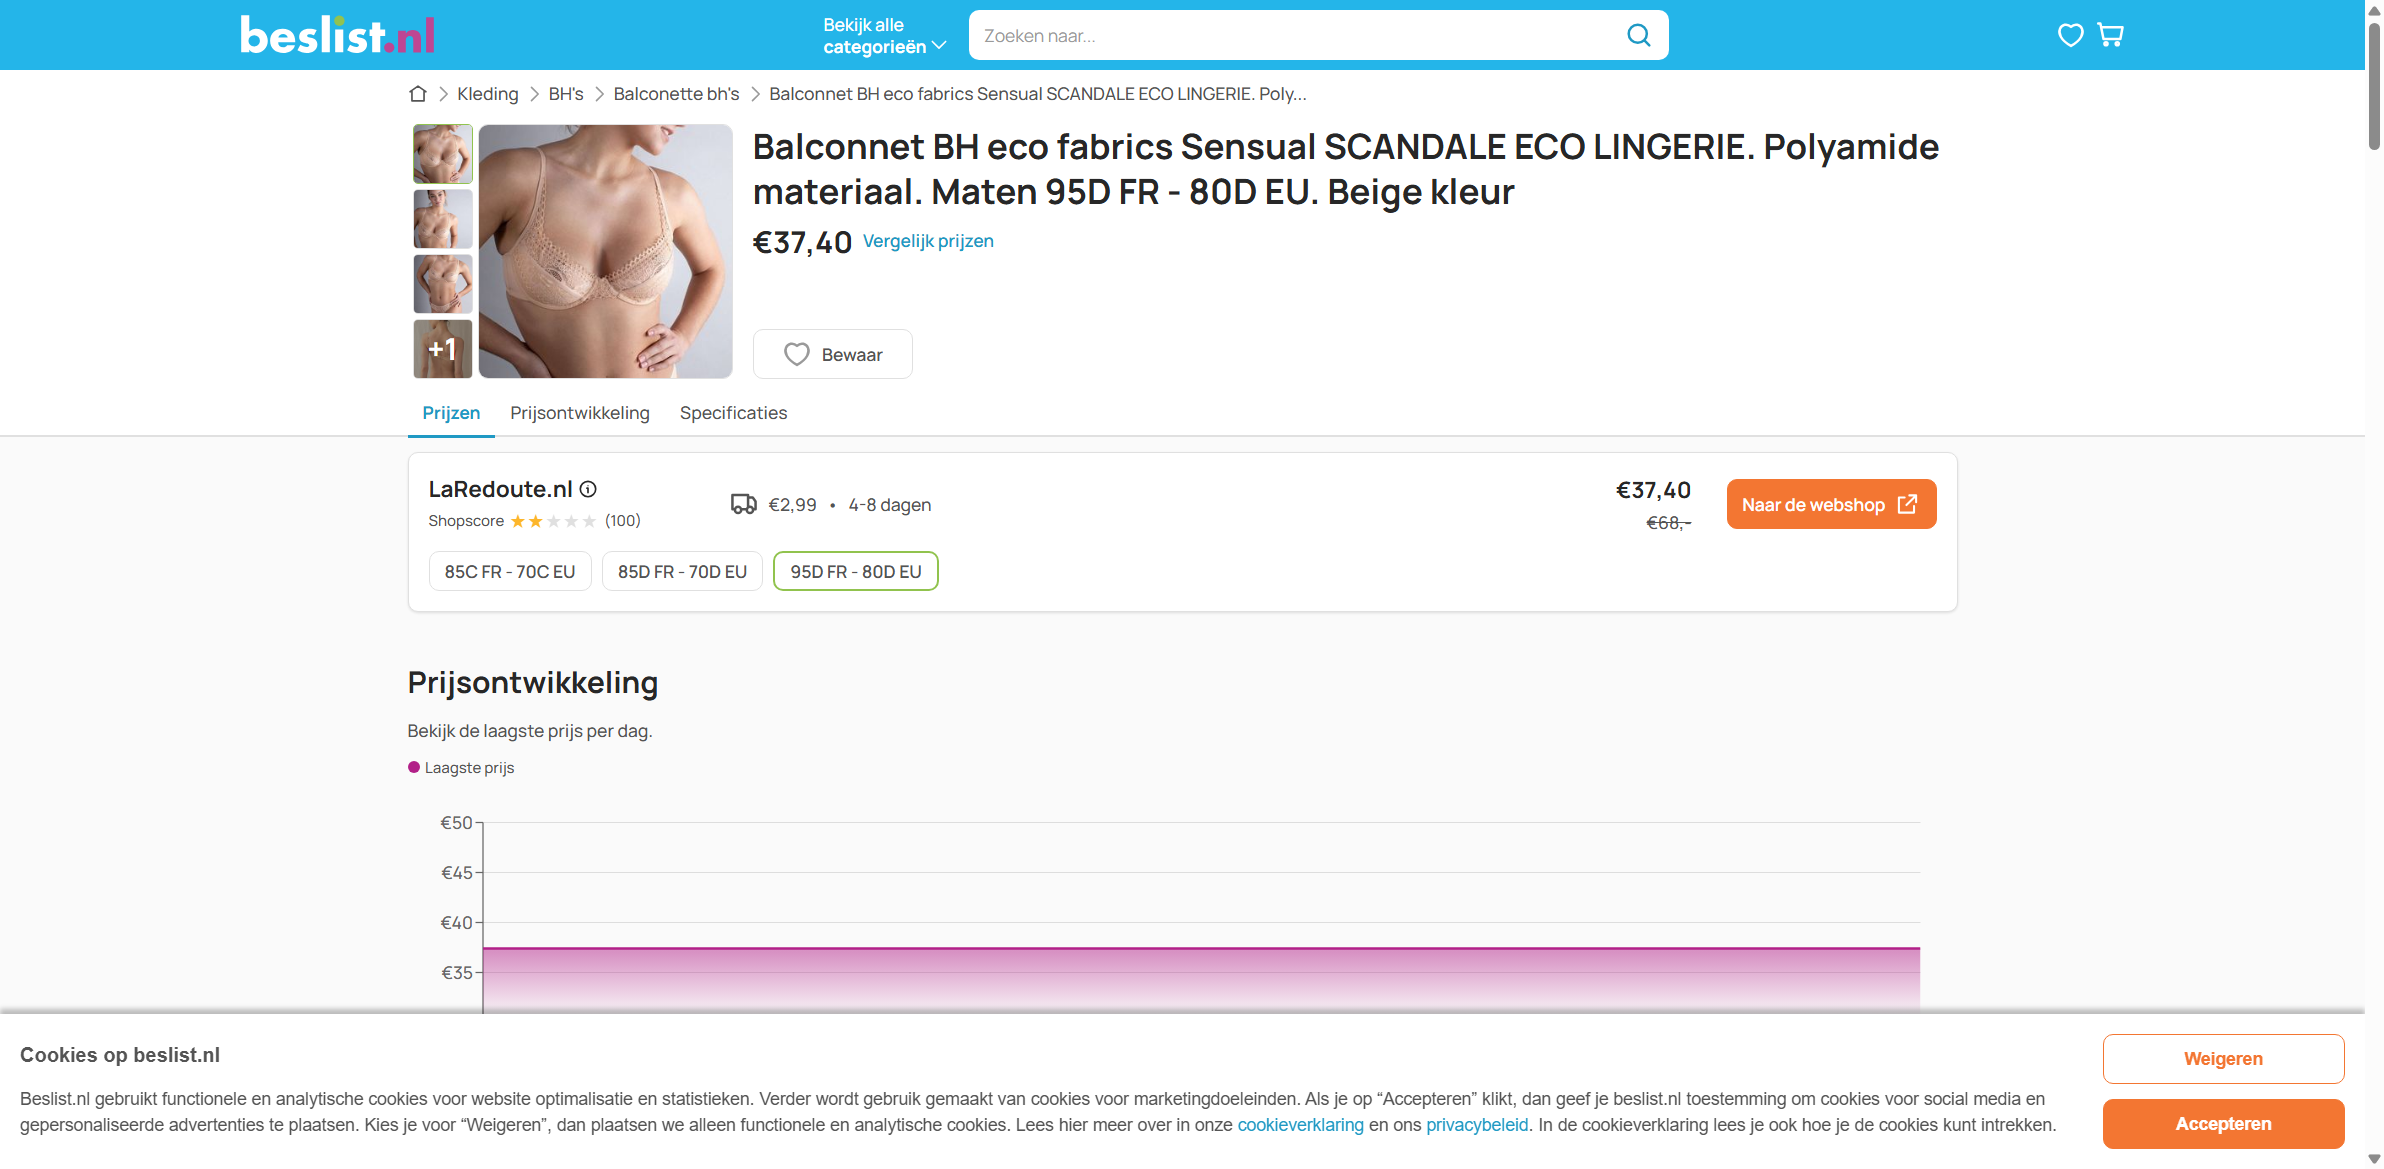 beslist.nl
Bekijk alle
categorieën
Zoeken naar...
Kleding
BH's
Balconette bh's
Balconnet BH eco fabrics Sensual SCANDALE ECO LINGERIE. Poly...
+1
Balconnet BH eco fabrics Sensual SCANDALE ECO LINGERIE. Polyamide
materiaal. Maten 95D FR - 80D EU. Beige kleur
€37,40 Vergelijk prijzen
Bewaar
Prijzen
Prijsontwikkeling
Specificaties
LaRedoute.nl
Shopscore (100)
€2,99 • 4-8 dagen
€37,40
€68,-
Naar de webshop
85C FR - 70C EU
85D FR - 70D EU
95D FR - 80D EU
Prijsontwikkeling
Bekijk de laagste prijs per dag.
Laagste prijs
€50
€45
€40
€35
Cookies op beslist.nl
Beslist.nl gebruikt functionele en analytische cookies voor website optimalisatie en statistieken. Verder wordt gebruik gemaakt van cookies voor marketingdoeleinden. Als je op “Accepteren” klikt, dan geef je beslist.nl toestemming om cookies voor social media en
gepersonaliseerde advertenties te plaatsen. Kies je voor “Weigeren”, dan plaatsen we alleen functionele en analytische cookies. Lees hier meer over in onze cookieverklaring en ons privacybeleid. In de cookieverklaring lees je ook hoe je de cookies kunt intrekken.
Weigeren
Accepteren